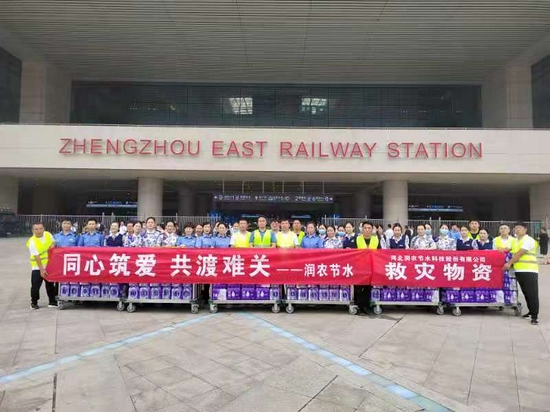 ZHENGZHOU EAST RAILWAY STATION
同心筑爱 共渡难关——润农节水
河北润农节水科技股份有限公司
救灾物资